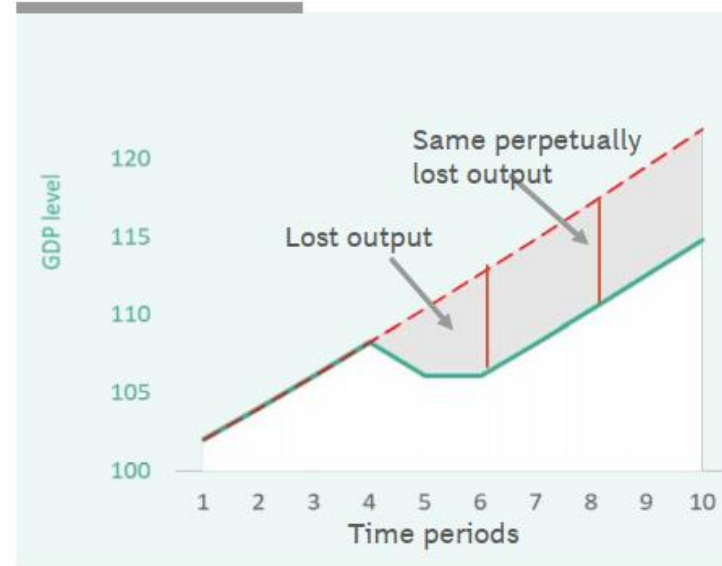 Same perpetually
lost output
Lost output
GDP level
120
115
110
105
100
1 2 3 4 5 6 7 8 9 10
Time periods